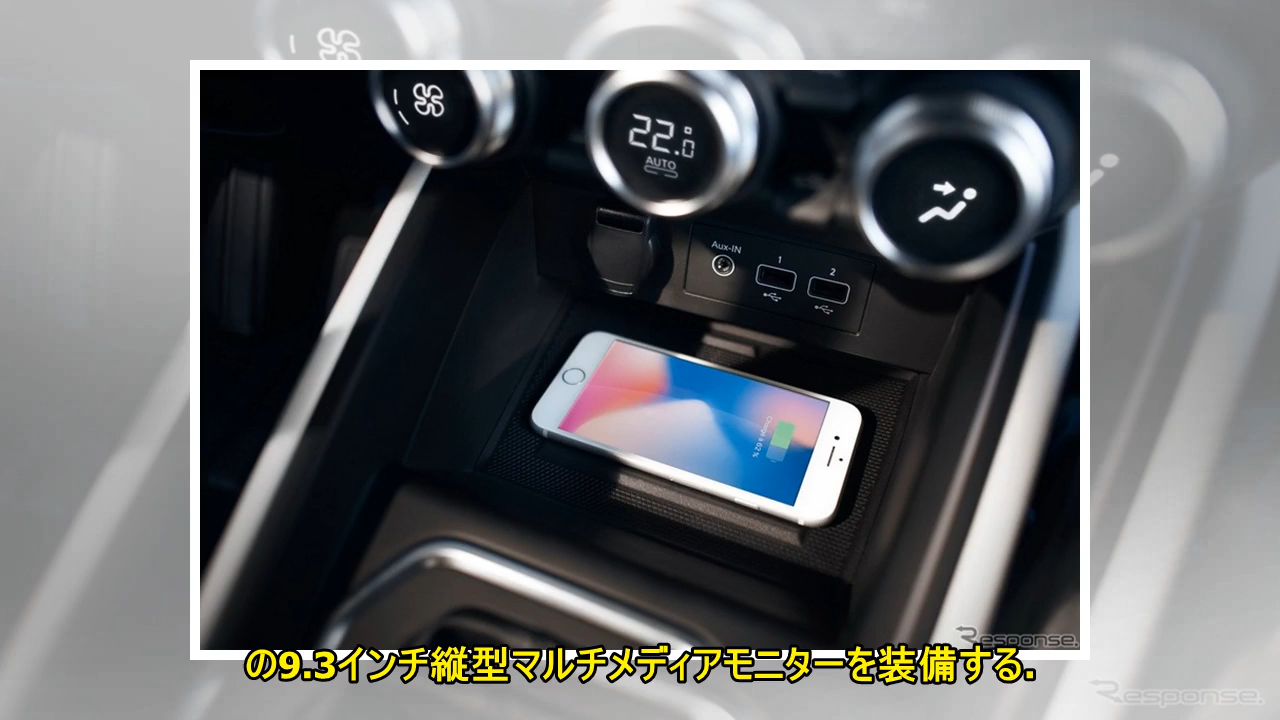 22.0
AUTO
Aux-IN
1
2
Response.
の9.3インチ縦型マルチメディアモニターを装備する.
Response.